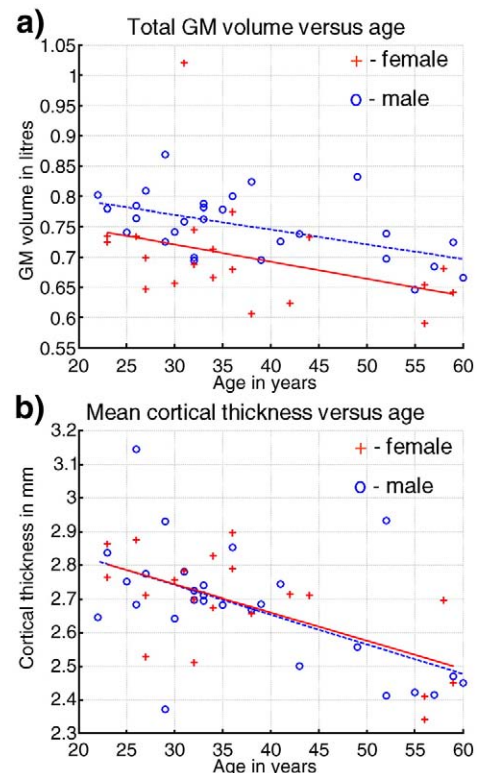 a)
Total GM volume versus age
1.05
1
0.95
0.9
0.85
0.8
0.75
0.7
0.65
0.6
0.55
GM volume in litres
+ - female
o - male
20 25 30 35 40 45 50 55 60
Age in years
b)
Mean cortical thickness versus age
3.2
3.1
3
2.9
2.8
2.7
2.6
2.5
2.4
2.3
Cortical thickness in mm
+ - female
o - male
20 25 30 35 40 45 50 55 60
Age in years